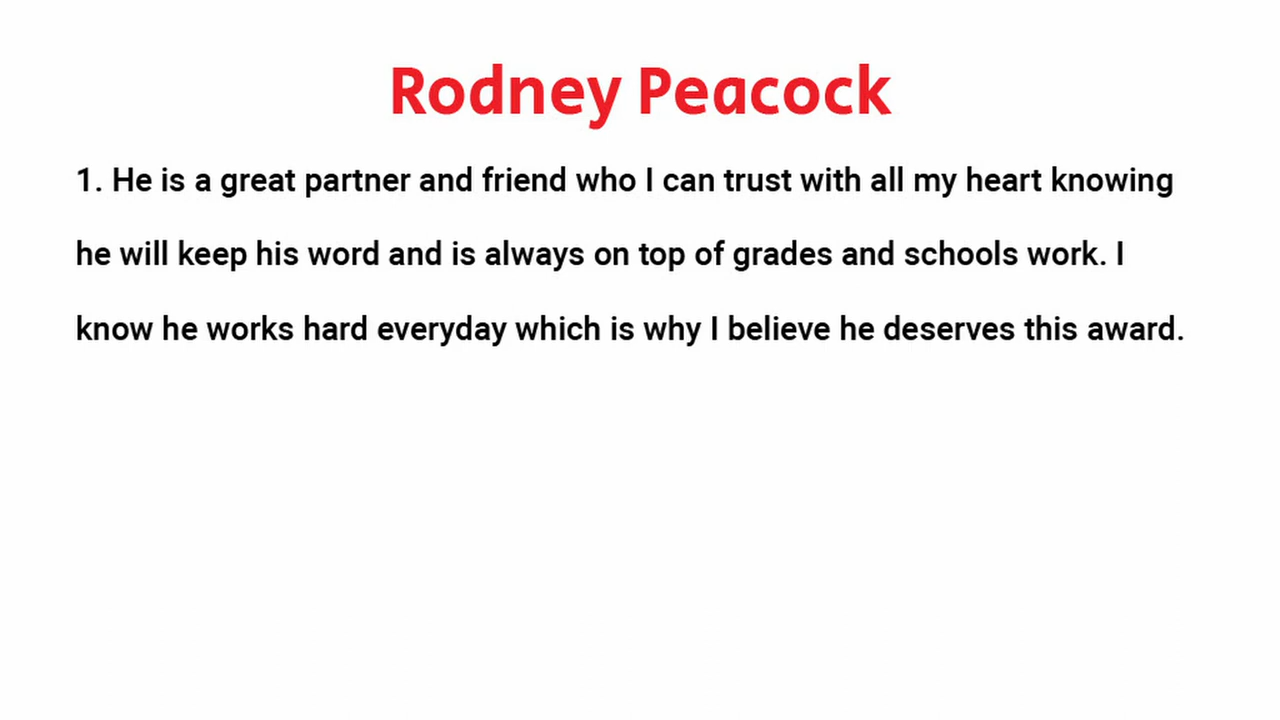 Rodney Peacock
1. He is a great partner and friend who I can trust with all my heart knowing
he will keep his word and is always on top of grades and schools work. I
know he works hard everyday which is why I believe he deserves this award.